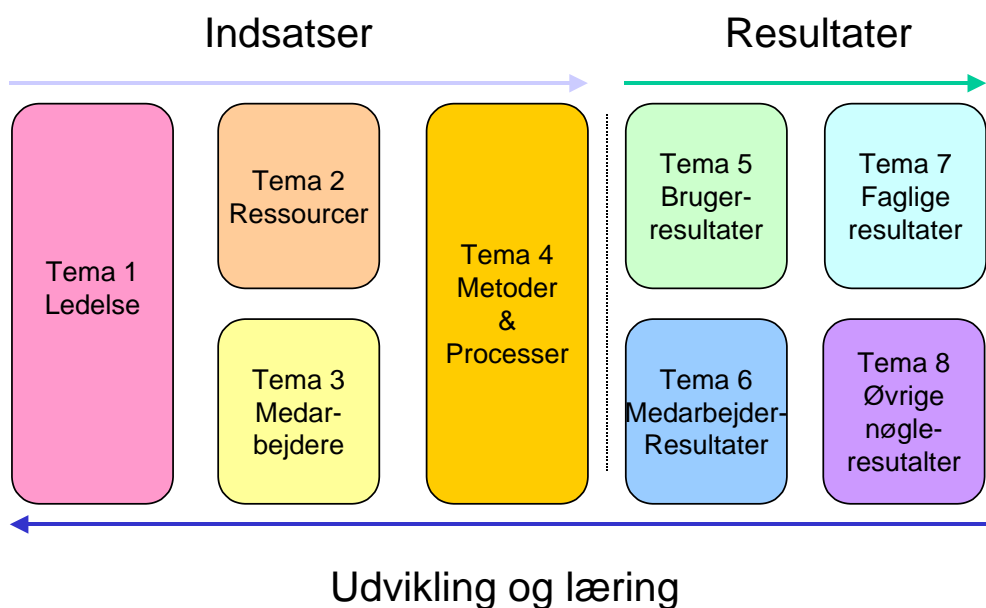 Indsatser
Resultater
Tema 1
Ledelse
Tema 2
Ressourcer
Tema 3
Medar-
bejdere
Tema 4
Metoder
&
Processer
Tema 5
Bruger-
resultater
Tema 7
Faglige
resultater
Tema 6
Medarbejder-
Resultater
Tema 8
Øvrige
nøgle-
resutalter
Udvikling og læring